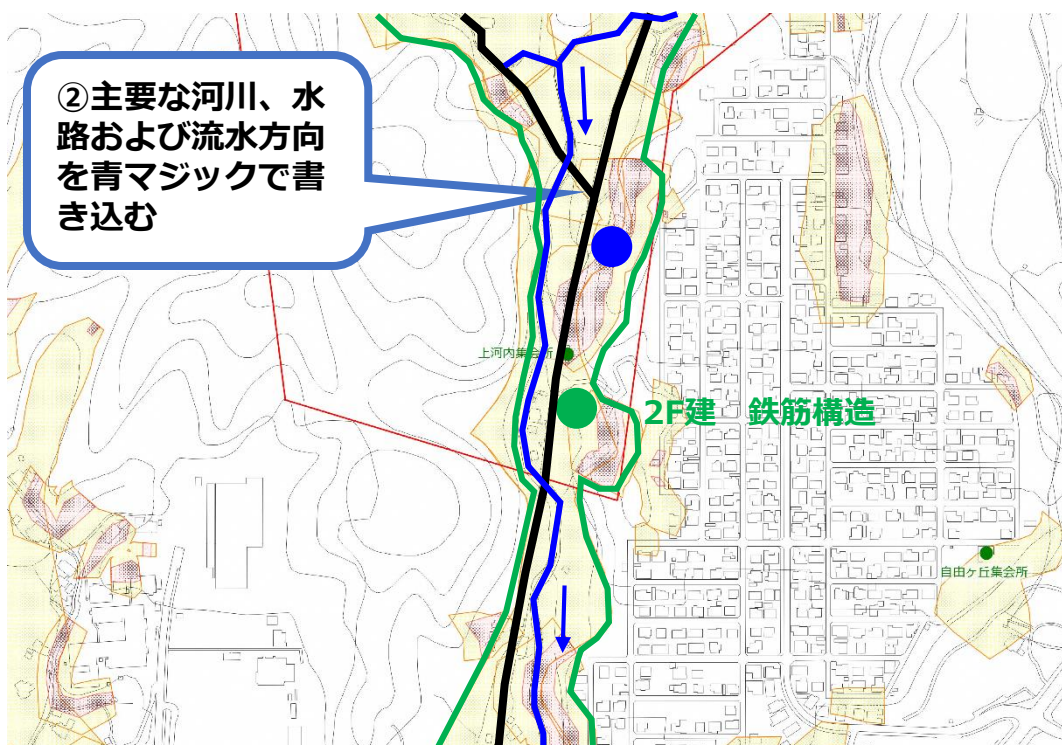 ②主要な河川、水
路および流水方向
を青マジックで書
き込む
上河内集会所
2F建　鉄筋構造
自由ヶ丘集会所